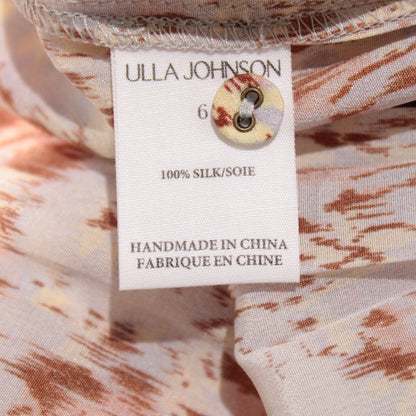 ULLA JOHNSON
6
100% SILK/SOIE
HANDMADE IN CHINA
FABRIQUE EN CHINE